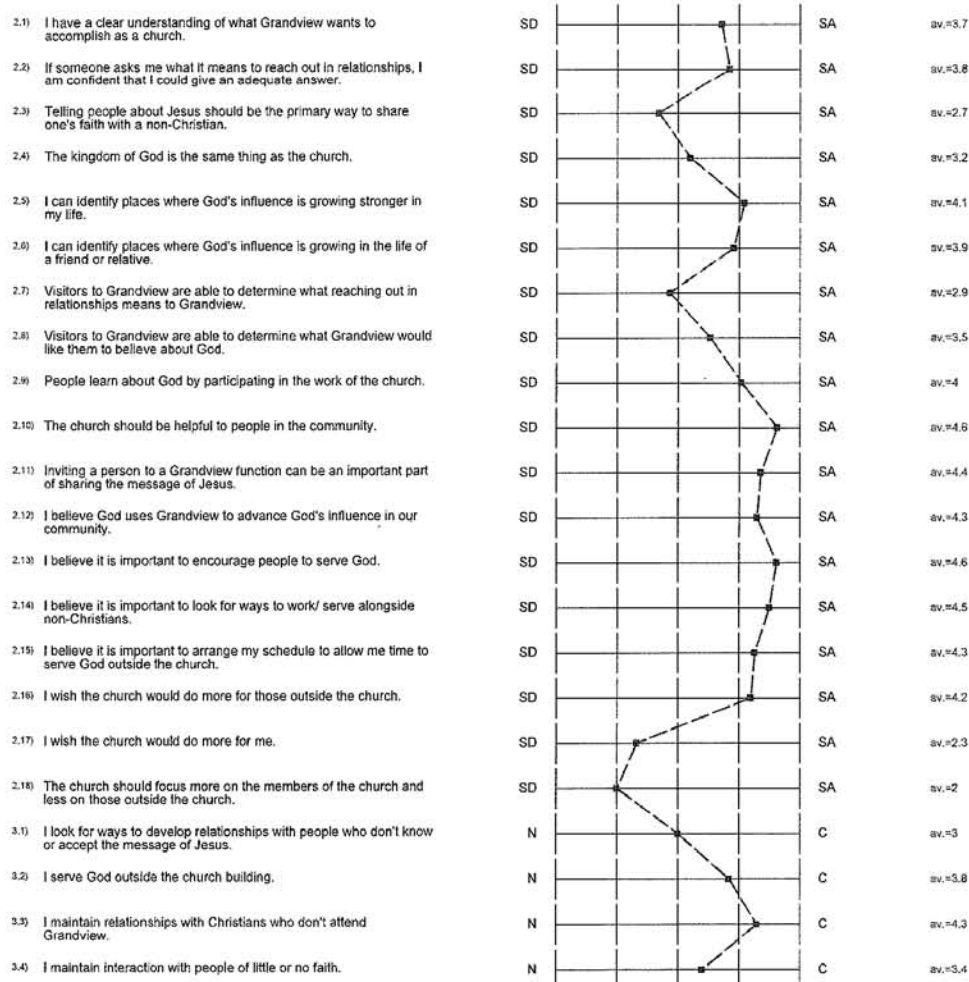 2.1) I have a clear understanding of what Grandview wants to SD SA av.=3.7
accomplish as a church.
2.2) If someone asks me what it means to reach out in relationships, I SD SA av.=3.8
am confident that I could give an adequate answer.
2.3) Telling people about Jesus should be the primary way to share SD SA av.=2.7
one's faith with a non-Christian.
2.4) The kingdom of God is the same thing as the church. SD SA av.=3.2
2.5) I can identify places where God's influence is growing stronger in SD SA av.=4.1
my life.
2.6) I can identify places where God's influence is growing in the life of SD SA av.=3.9
a friend or relative.
2.7) Visitors to Grandview are able to determine what reaching out in SD SA av.=2.9
relationships means to Grandview.
2.8) Visitors to Grandview are able to determine what Grandview would SD SA av.=3.5
like them to believe about God.
2.9) People learn about God by participating in the work of the church. SD SA av.=4
2.10) The church should be helpful to people in the community. SD SA av.=4.6
2.11) Inviting a person to a Grandview function can be an important part SD SA av.=4.4
of sharing the message of Jesus.
2.12) I believe God uses Grandview to advance God's influence in our SD SA av.=4.3
community.
2.13) I believe it is important to encourage people to serve God. SD SA av.=4.6
2.14) I believe it is important to look for ways to work/ serve alongside SD SA av.=4.5
non-Christians.
2.15) I believe it is important to arrange my schedule to allow me time to SD SA av.=4.3
serve God outside the church.
2.16) I wish the church would do more for those outside the church. SD SA av.=4.2
2.17) I wish the church would do more for me. SD SA av.=2.3
2.18) The church should focus more on the members of the church and SD SA av.=2
less on those outside the church.
3.1) I look for ways to develop relationships with people who don't know N C av.=3
or accept the message of Jesus.
3.2) I serve God outside the church building. N C av.=3.8
3.3) I maintain relationships with Christians who don't attend N C av.=4.3
Grandview.
3.4) I maintain interaction with people of little or no faith. N C av.=3.4